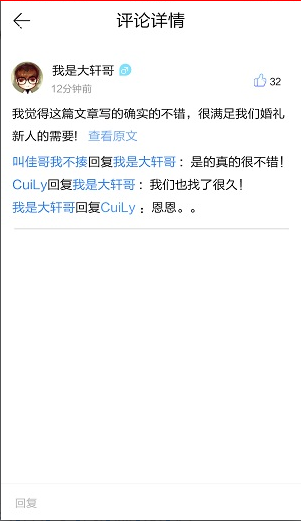 评论详情
我是大轩哥
12分钟前
32
我觉得这篇文章写的确实的不错，很满足我们婚礼
新人的需要! 查看原文
叫佳哥我不揍回复我是大轩哥：是的真的很不错！
CuiLy回复我是大轩哥：我们也找了很久！
我是大轩哥回复CuiLy ：恩恩。。
回复